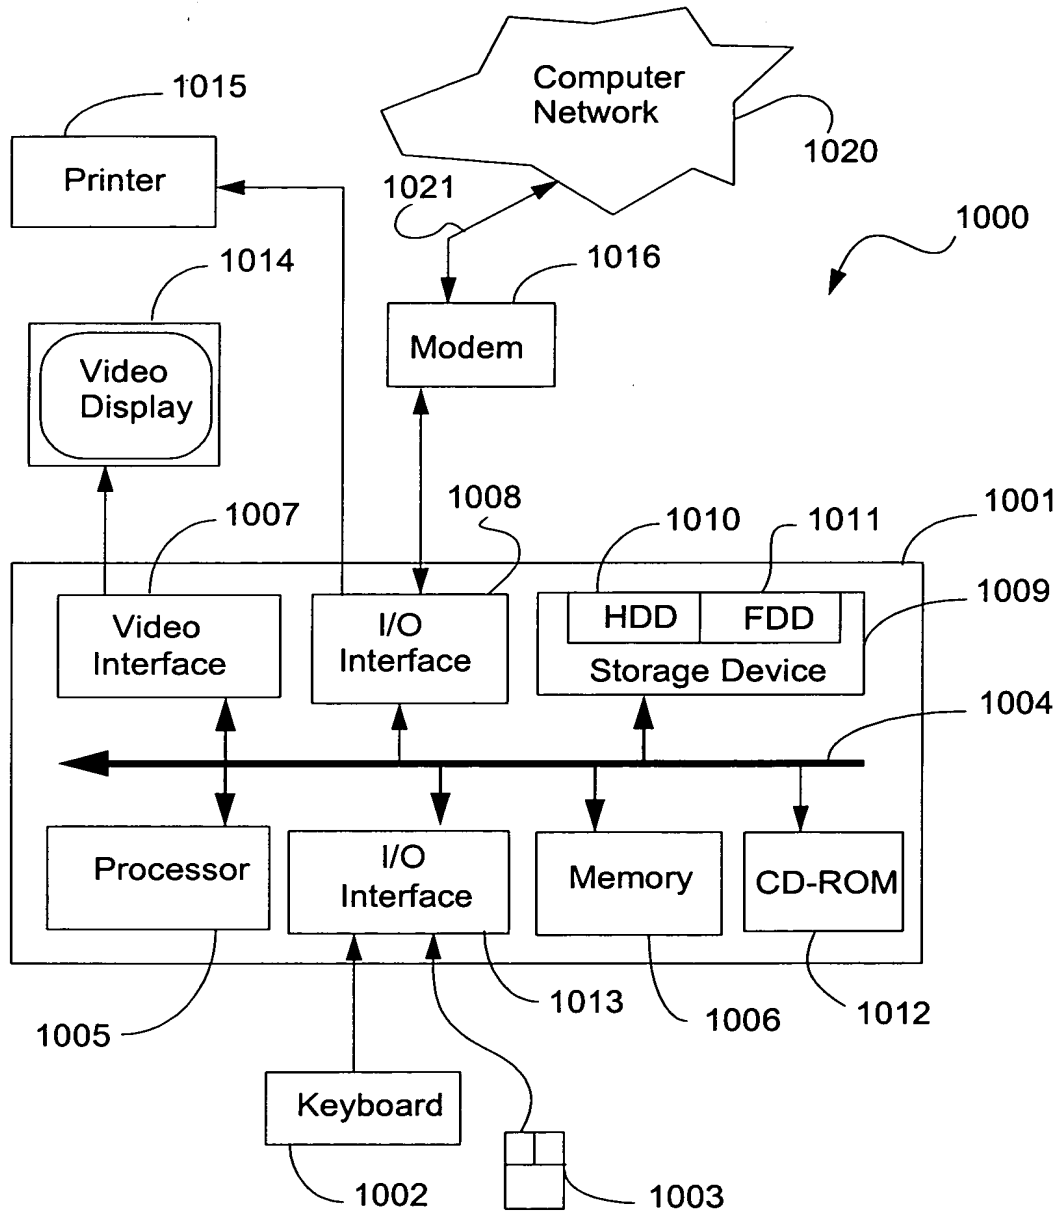 Computer
Network
1015
1020
Printer
1021
1000
1014
1016
Modem
Video
Display
1008
1007
1010
1011
1001
1009
Video
Interface
I/O
Interface
HDD
FDD
Storage Device
1004
Processor
I/O
Interface
Memory
CD-ROM
1005
1013
1006
1012
Keyboard
1002
1003